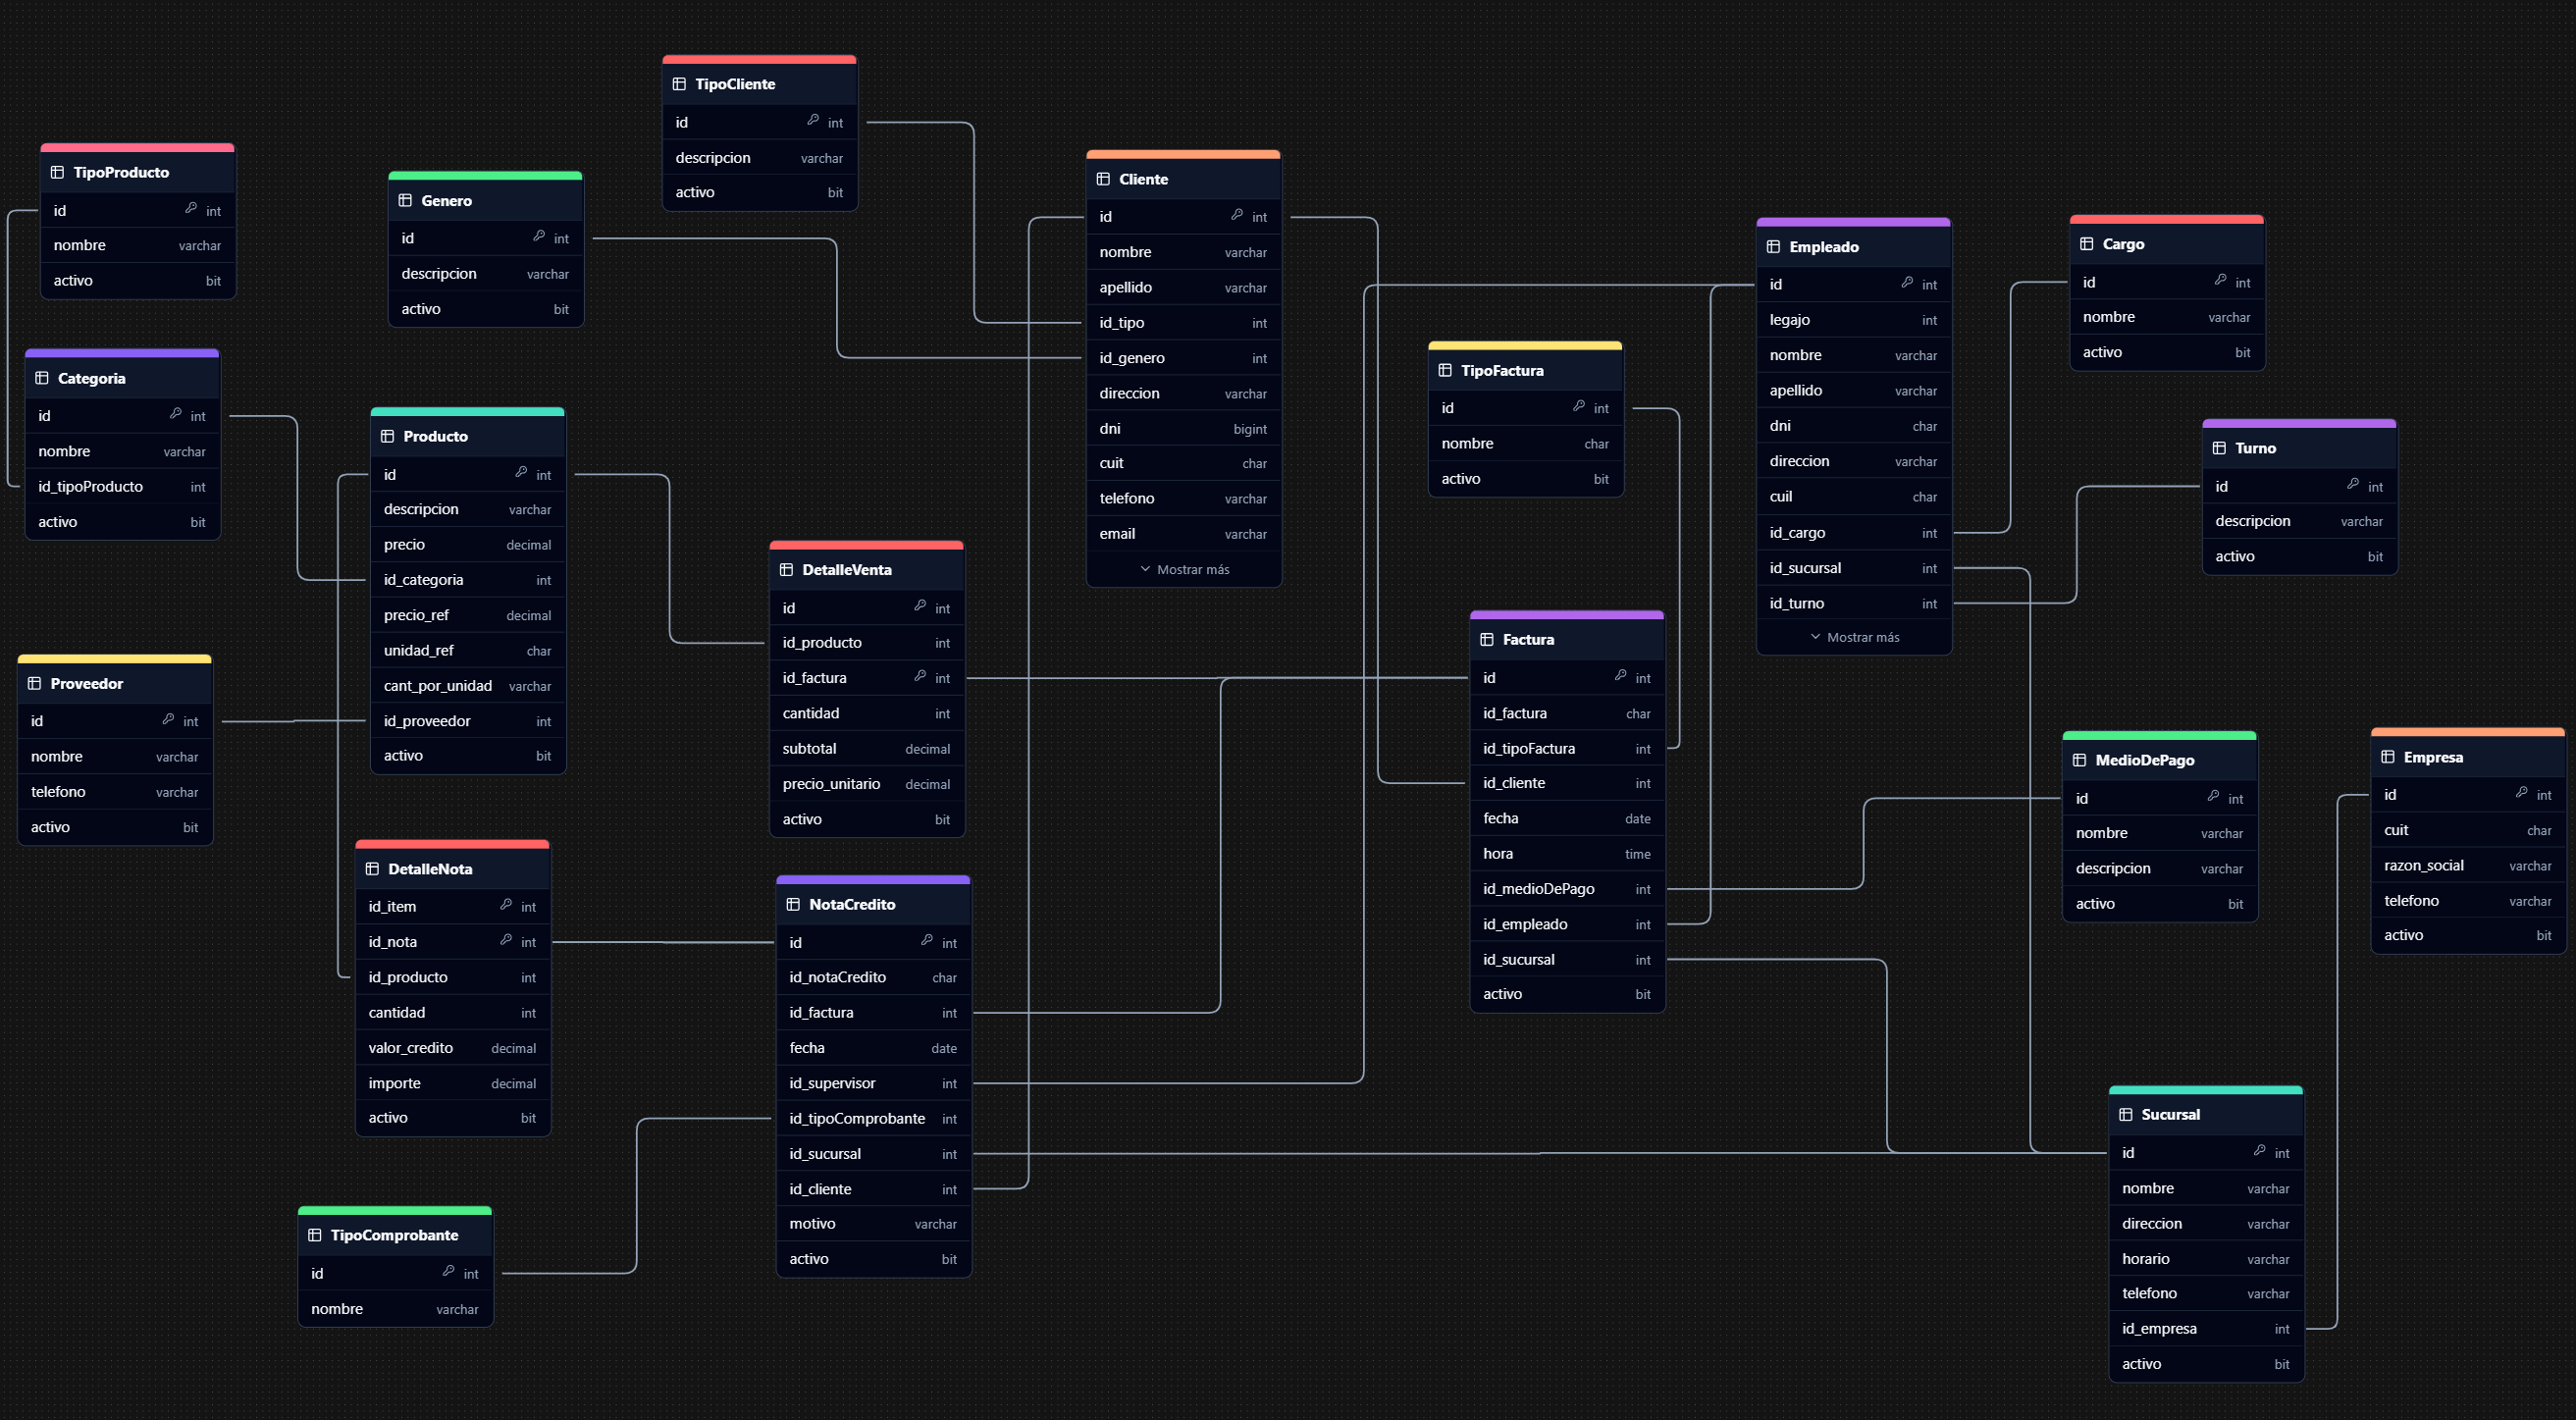 TipoCliente
id int
descripcion varchar
activo bit
TipoProducto
id int
nombre varchar
activo bit
Genero
id int
descripcion varchar
activo bit
Cliente
id int
nombre varchar
apellido varchar
id_tipo int
id_genero int
direccion varchar
dni bigint
cuit char
telefono varchar
email varchar
Mostrar más
Empleado
id int
legajo int
nombre varchar
apellido varchar
dni char
direccion varchar
cuil char
id_cargo int
id_sucursal int
id_turno int
Mostrar más
Cargo
id int
nombre varchar
activo bit
TipoFactura
id int
nombre char
activo bit
Turno
id int
descripcion varchar
activo bit
Categoria
id int
nombre varchar
id_tipoProducto int
activo bit
Producto
id int
descripcion varchar
precio decimal
id_categoria int
precio_ref decimal
unidad_ref char
cant_por_unidad varchar
id_proveedor int
activo bit
DetalleVenta
id int
id_producto int
id_factura int
cantidad int
subtotal decimal
precio_unitario decimal
activo bit
Factura
id int
id_factura char
id_tipoFactura int
id_cliente int
fecha date
hora time
id_medioDePago int
id_empleado int
id_sucursal int
activo bit
Proveedor
id int
nombre varchar
telefono varchar
activo bit
MedioDePago
id int
nombre varchar
descripcion varchar
activo bit
Empresa
id int
cuit char
razon_social varchar
telefono varchar
activo bit
DetalleNota
id_item int
id_nota int
id_producto int
cantidad int
valor_credito decimal
importe decimal
activo bit
NotaCredito
id int
id_notaCredito char
id_factura int
fecha date
id_supervisor int
id_tipoComprobante int
id_sucursal int
id_cliente int
motivo varchar
activo bit
Sucursal
id int
nombre varchar
direccion varchar
horario varchar
telefono varchar
id_empresa int
activo bit
TipoComprobante
id int
nombre varchar